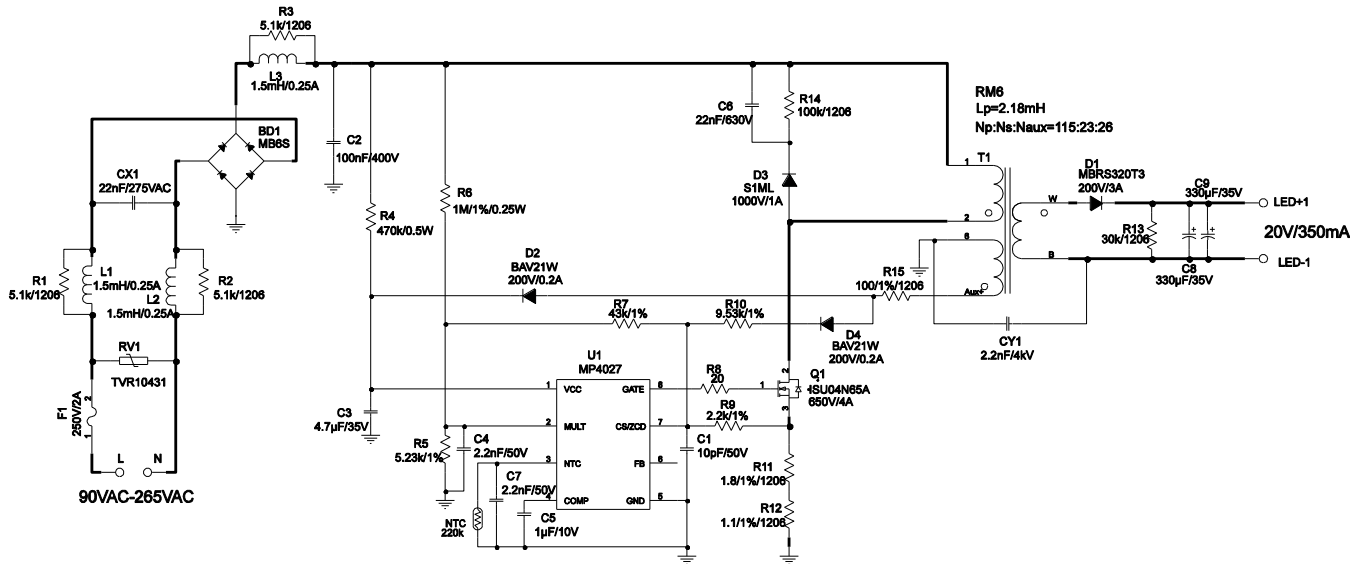 R3
5.1k/1206
L3
1.5mH/0.25A
BD1
MB6S
CX1
22nF/275VAC
C2
100nF/400V
R4
470k/0.5W
R6
1M/1%/0.25W
C6
22nF/630V
R14
100k/1206
D3
S1ML
1000V/1A
RM6
Lp=2.18mH
Np:Ns:Naux=115:23:26
T1
1
2
6
Aux+
W
B
D1
MBRS320T3
200V/3A
R13
30k/1206
C9
330µF/35V
C8
330µF/35V
LED+1
20V/350mA
LED-1
R1
5.1k/1206
L1
1.5mH/0.25A
L2
1.5mH/0.25A
R2
5.1k/1206
D2
BAV21W
200V/0.2A
R15
100/1%/1206
R7
43k/1%
R10
9.53k/1%
D4
BAV21W
200V/0.2A
CY1
2.2nF/4kV
RV1
TVR10431
F1
250V/2A
2
1
L
N
90VAC-265VAC
C3
4.7µF/35V
R5
5.23k/1%
C4
2.2nF/50V
C7
2.2nF/50V
NTC
220k
C5
1µF/10V
U1
MP4027
1
VCC
GATE
8
2
MULT
CS/ZCD
7
3
NTC
FB
6
4
COMP
GND
5
R8
20
R9
2.2k/1%
C1
10pF/50V
Q1
ISU04N65A
650V/4A
2
1
3
R11
1.8/1%/1206
R12
1.1/1%/1206